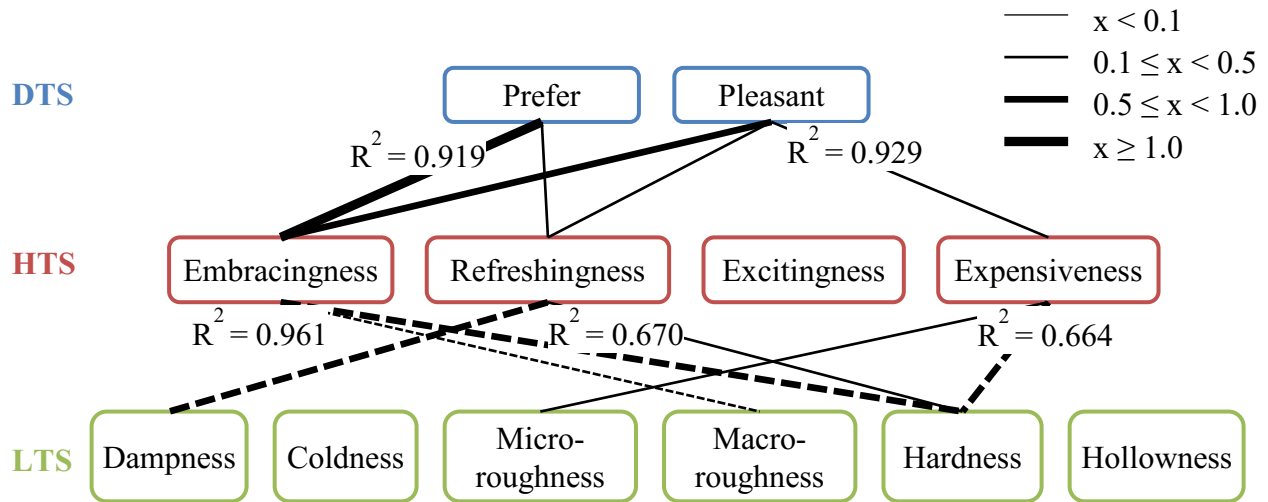 x < 0.1
0.1 ≤ x < 0.5
0.5 ≤ x < 1.0
x ≥ 1.0
DTS
Prefer
Pleasant
R² = 0.919
R² = 0.929
HTS
Embracingness
Refreshingness
Excitingness
Expensiveness
R² = 0.961
R² = 0.670
R² = 0.664
LTS
Dampness
Coldness
Micro-
roughness
Macro-
roughness
Hardness
Hollowness